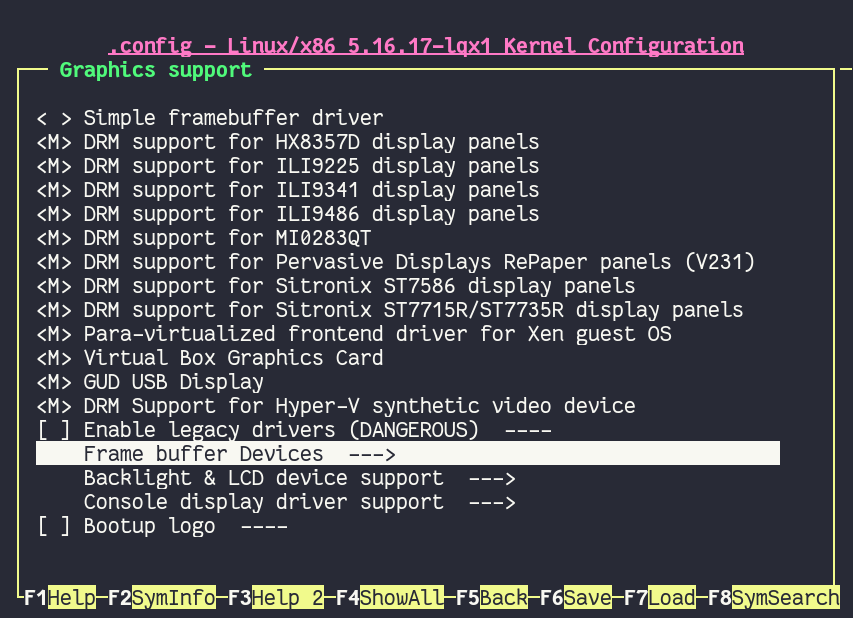 .config - Linux/x86 5.16.17-lqx1 Kernel Configuration
Graphics support
< > Simple framebuffer driver
<M> DRM support for HX8357D display panels
<M> DRM support for ILI9225 display panels
<M> DRM support for ILI9341 display panels
<M> DRM support for ILI9486 display panels
<M> DRM support for MI0283QT
<M> DRM support for Pervasive Displays RePaper panels (V231)
<M> DRM support for Sitronix ST7586 display panels
<M> DRM support for Sitronix ST7715R/ST7735R display panels
<M> Para-virtualized frontend driver for Xen guest OS
<M> Virtual Box Graphics Card
<M> GUD USB Display
<M> DRM Support for Hyper-V synthetic video device
[ ] Enable legacy drivers (DANGEROUS)  ----
Frame buffer Devices  --->
Backlight & LCD device support  --->
Console display driver support  --->
[ ] Bootup logo  ----
F1Help-F2SymInfo-F3Help 2-F4ShowAll-F5Back-F6Save-F7Load-F8SymSearch